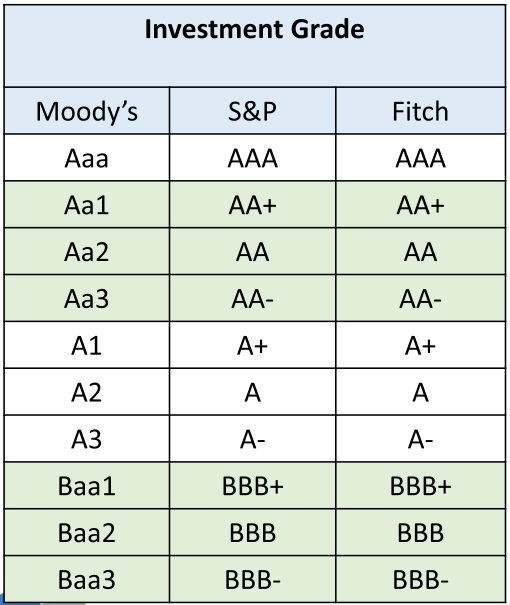 Investment Grade
Moody’s S&P Fitch
Aaa AAA AAA
Aa1 AA+ AA+
Aa2 AA AA
Aa3 AA- AA-
A1 A+ A+
A2 A A
A3 A- A-
Baa1 BBB+ BBB+
Baa2 BBB BBB
Baa3 BBB- BBB-